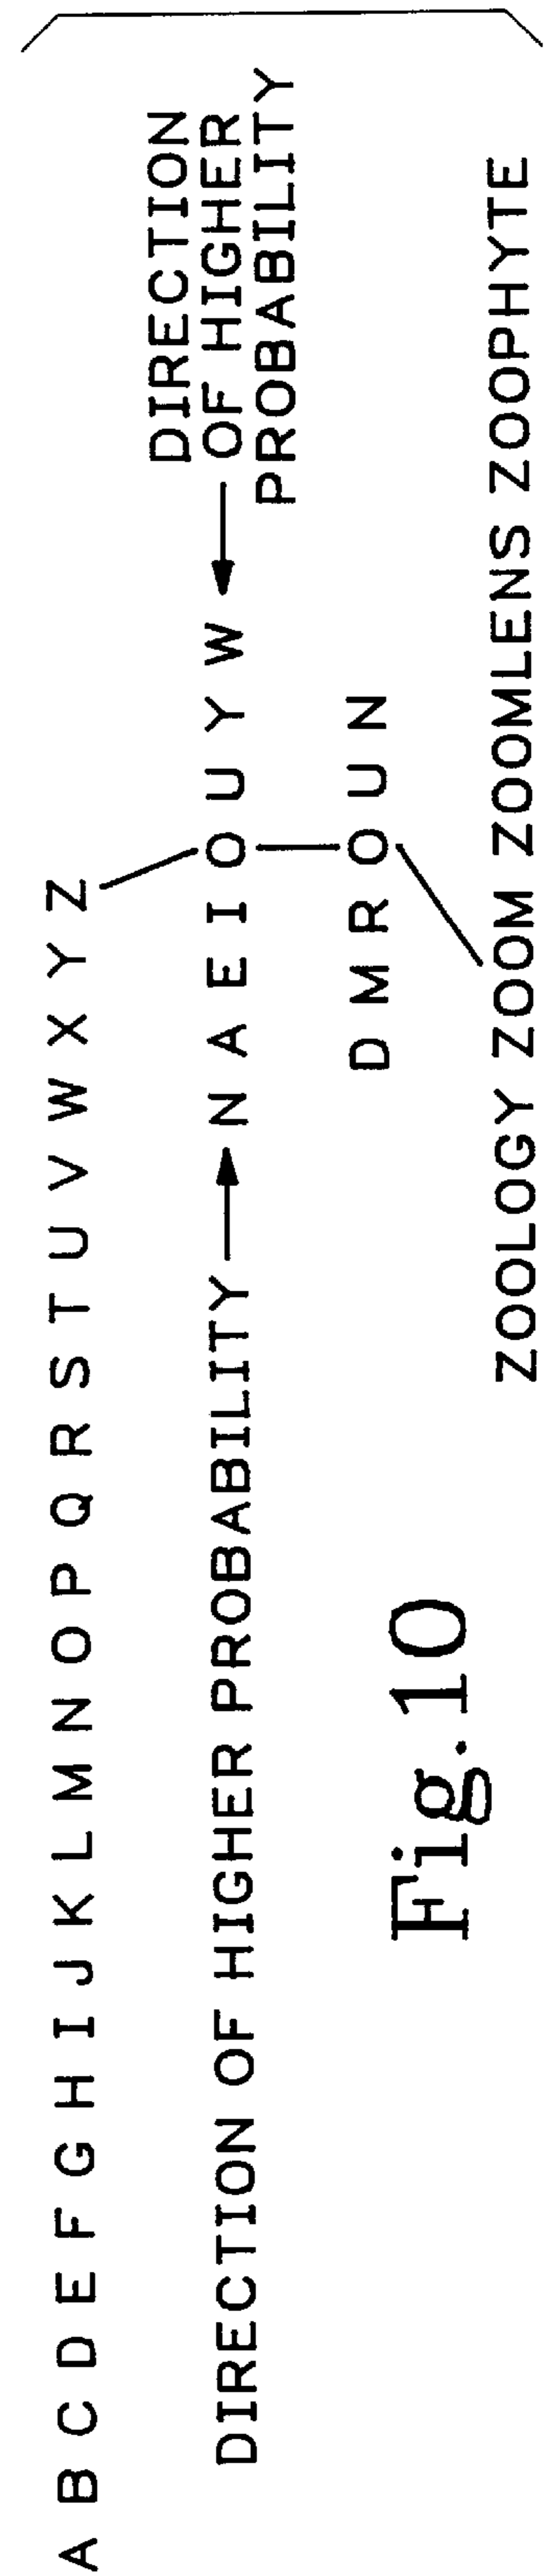 A B C D E F G H I J K L M N O P Q R S T U V W X Y Z
DIRECTION OF HIGHER PROBABILITY N A E I O U Y W DIRECTION
OF HIGHER
PROBABILITY
D M R O U N
ZOOLOGY ZOOM ZOOMLENS ZOOPHYTE
Fig.10